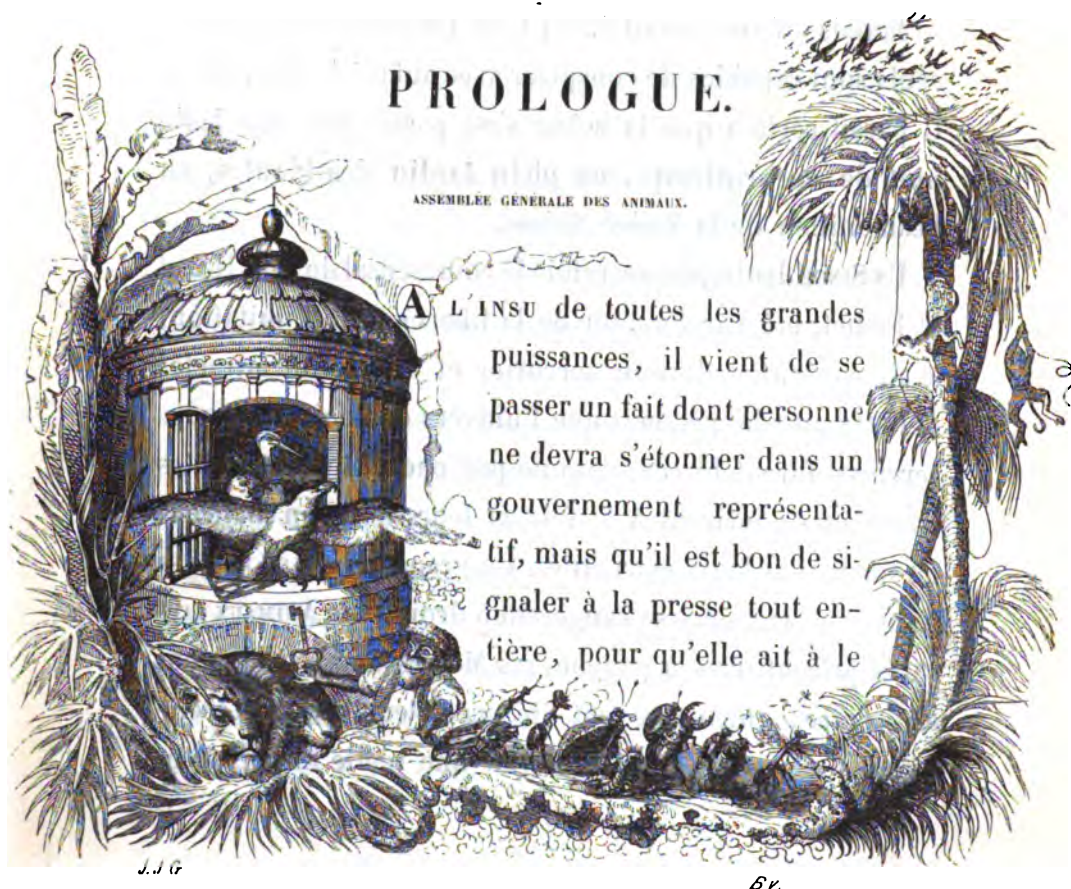 PROLOGUE.
ASSEMBLÉE GÉNÉRALE DES ANIMAUX.
A L'INSU de toutes les grandes
puissances, il vient de se
passer un fait dont personne
ne devra s'étonner dans un
gouvernement représenta-
tif, mais qu'il est bon de si-
gnaler à la presse tout en-
tière, pour qu'elle ait à le
J.J G